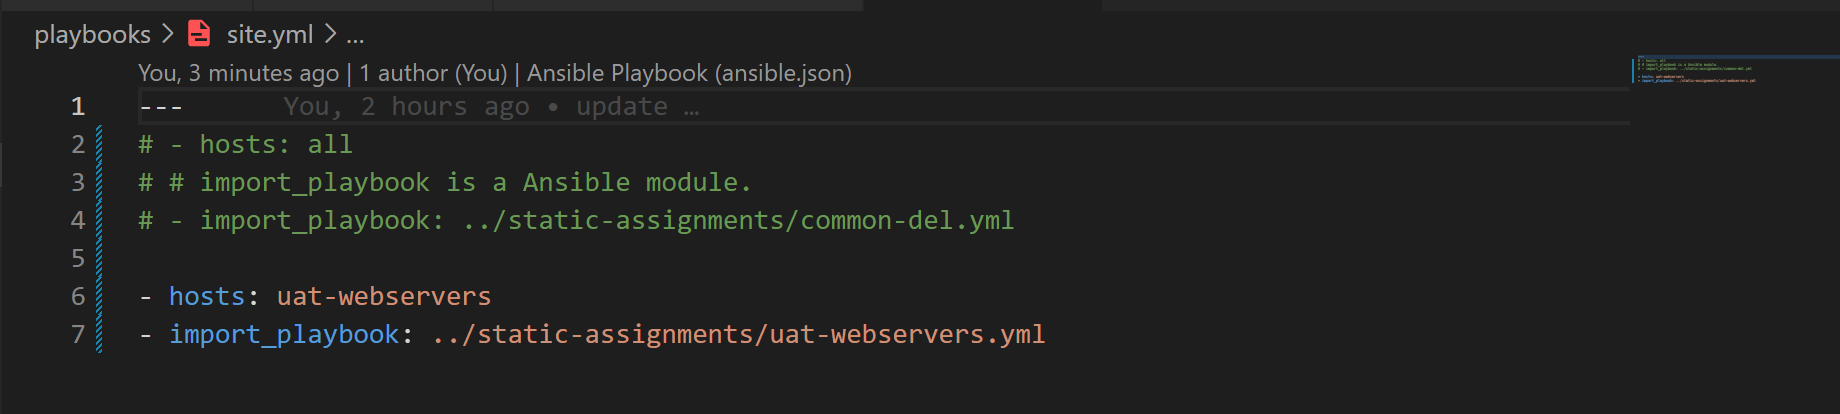 playbooks > site.yml > ...
You, 3 minutes ago | 1 author (You) | Ansible Playbook (ansible.json)
1 --- You, 2 hours ago • update …
2 # - hosts: all
3 # # import_playbook is a Ansible module.
4 # - import_playbook: ../static-assignments/common-del.yml
5
6 - hosts: uat-webservers
7 - import_playbook: ../static-assignments/uat-webservers.yml